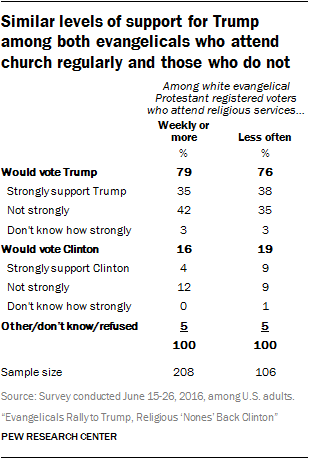 Similar levels of support for Trump
among both evangelicals who attend
church regularly and those who do not
Among white evangelical
Protestant registered voters
who attend religious services...
Weekly or
more Less often
% %
Would vote Trump 79 76
Strongly support Trump 35 38
Not strongly 42 35
Don't know how strongly 3 3
Would vote Clinton 16 19
Strongly support Clinton 4 9
Not strongly 12 9
Don't know how strongly 0 1
Other/don't know/refused 5 5
100 100
Sample size 208 106
Source: Survey conducted June 15-26, 2016, among U.S. adults.
“Evangelicals Rally to Trump, Religious ‘Nones’ Back Clinton”
PEW RESEARCH CENTER